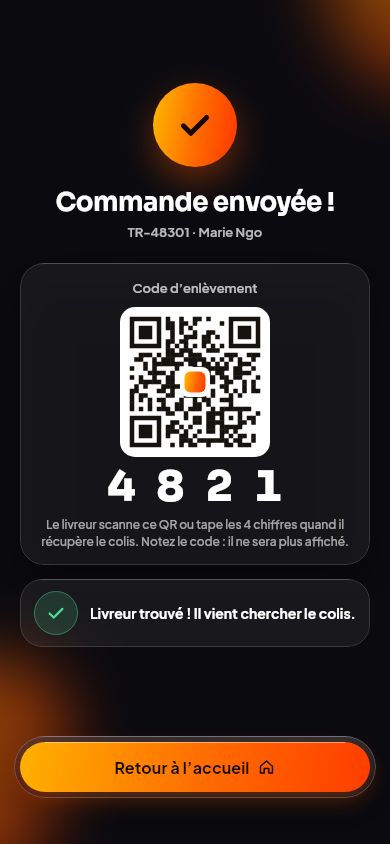 Commande envoyée !
TR-48301 · Marie Ngo
Code d’enlèvement
4 8 2 1
Le livreur scanne ce QR ou tape les 4 chiffres quand il
récupère le colis. Notez le code : il ne sera plus affiché.
Livreur trouvé ! Il vient chercher le colis.
Retour à l’accueil